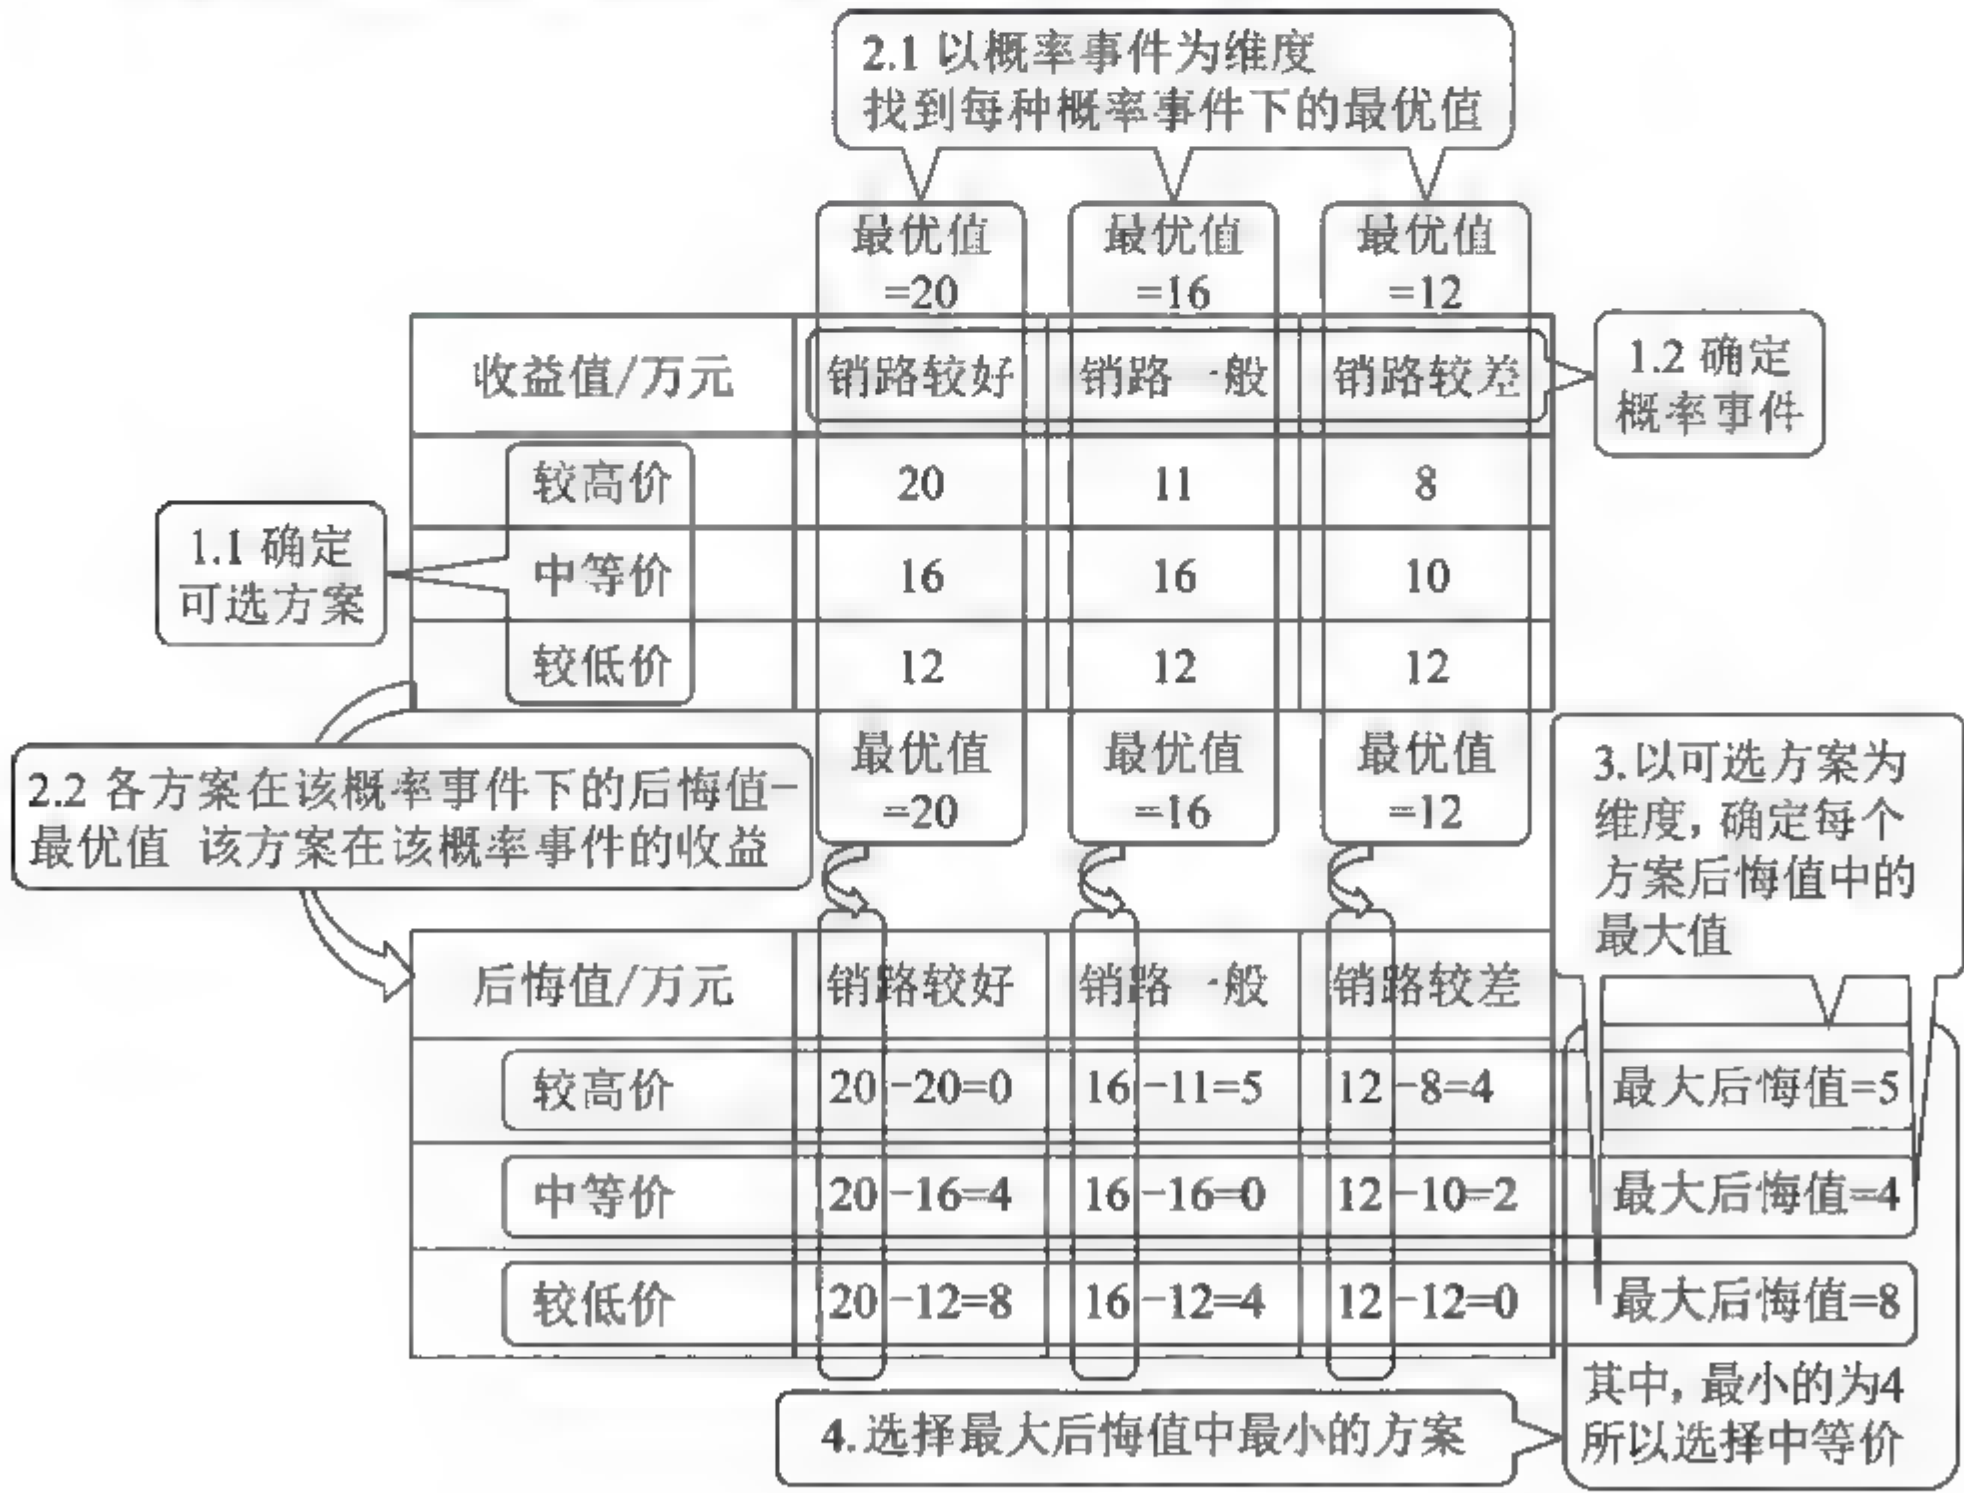 2.1 以概率事件为维度
找到每种概率事件下的最优值
最优值 最优值 最优值
=20 =16 =12
收益值/万元 销路较好 销路一般 销路较差
1.2 确定
概率事件
较高价 20 11 8
1.1 确定
可选方案
中等价 16 16 10
较低价 12 12 12
最优值 最优值 最优值
=20 =16 =12
2.2 各方案在该概率事件下的后悔值-
最优值 该方案在该概率事件的收益
3.以可选方案为
维度,确定每个
方案后悔值中的
最大值
后悔值/万元 销路较好 销路一般 销路较差
较高价 20-20=0 16-11=5 12-8=4 最大后悔值=5
中等价 20-16=4 16-16=0 12-10=2 最大后悔值=4
较低价 20-12=8 16-12=4 12-12=0 最大后悔值=8
其中,最小的为4
所以选择中等价
4.选择最大后悔值中最小的方案